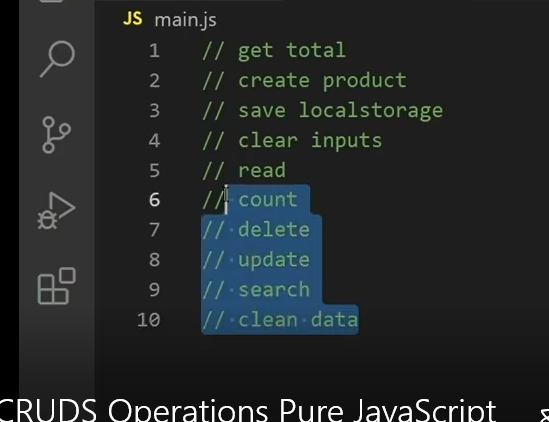 JS main.js
1 // get total
2 // create product
3 // save localstorage
4 // clear inputs
5 // read
6 // count
7 // delete
8 // update
9 // search
10 // clean data
CRUDS Operations Pure JavaScript